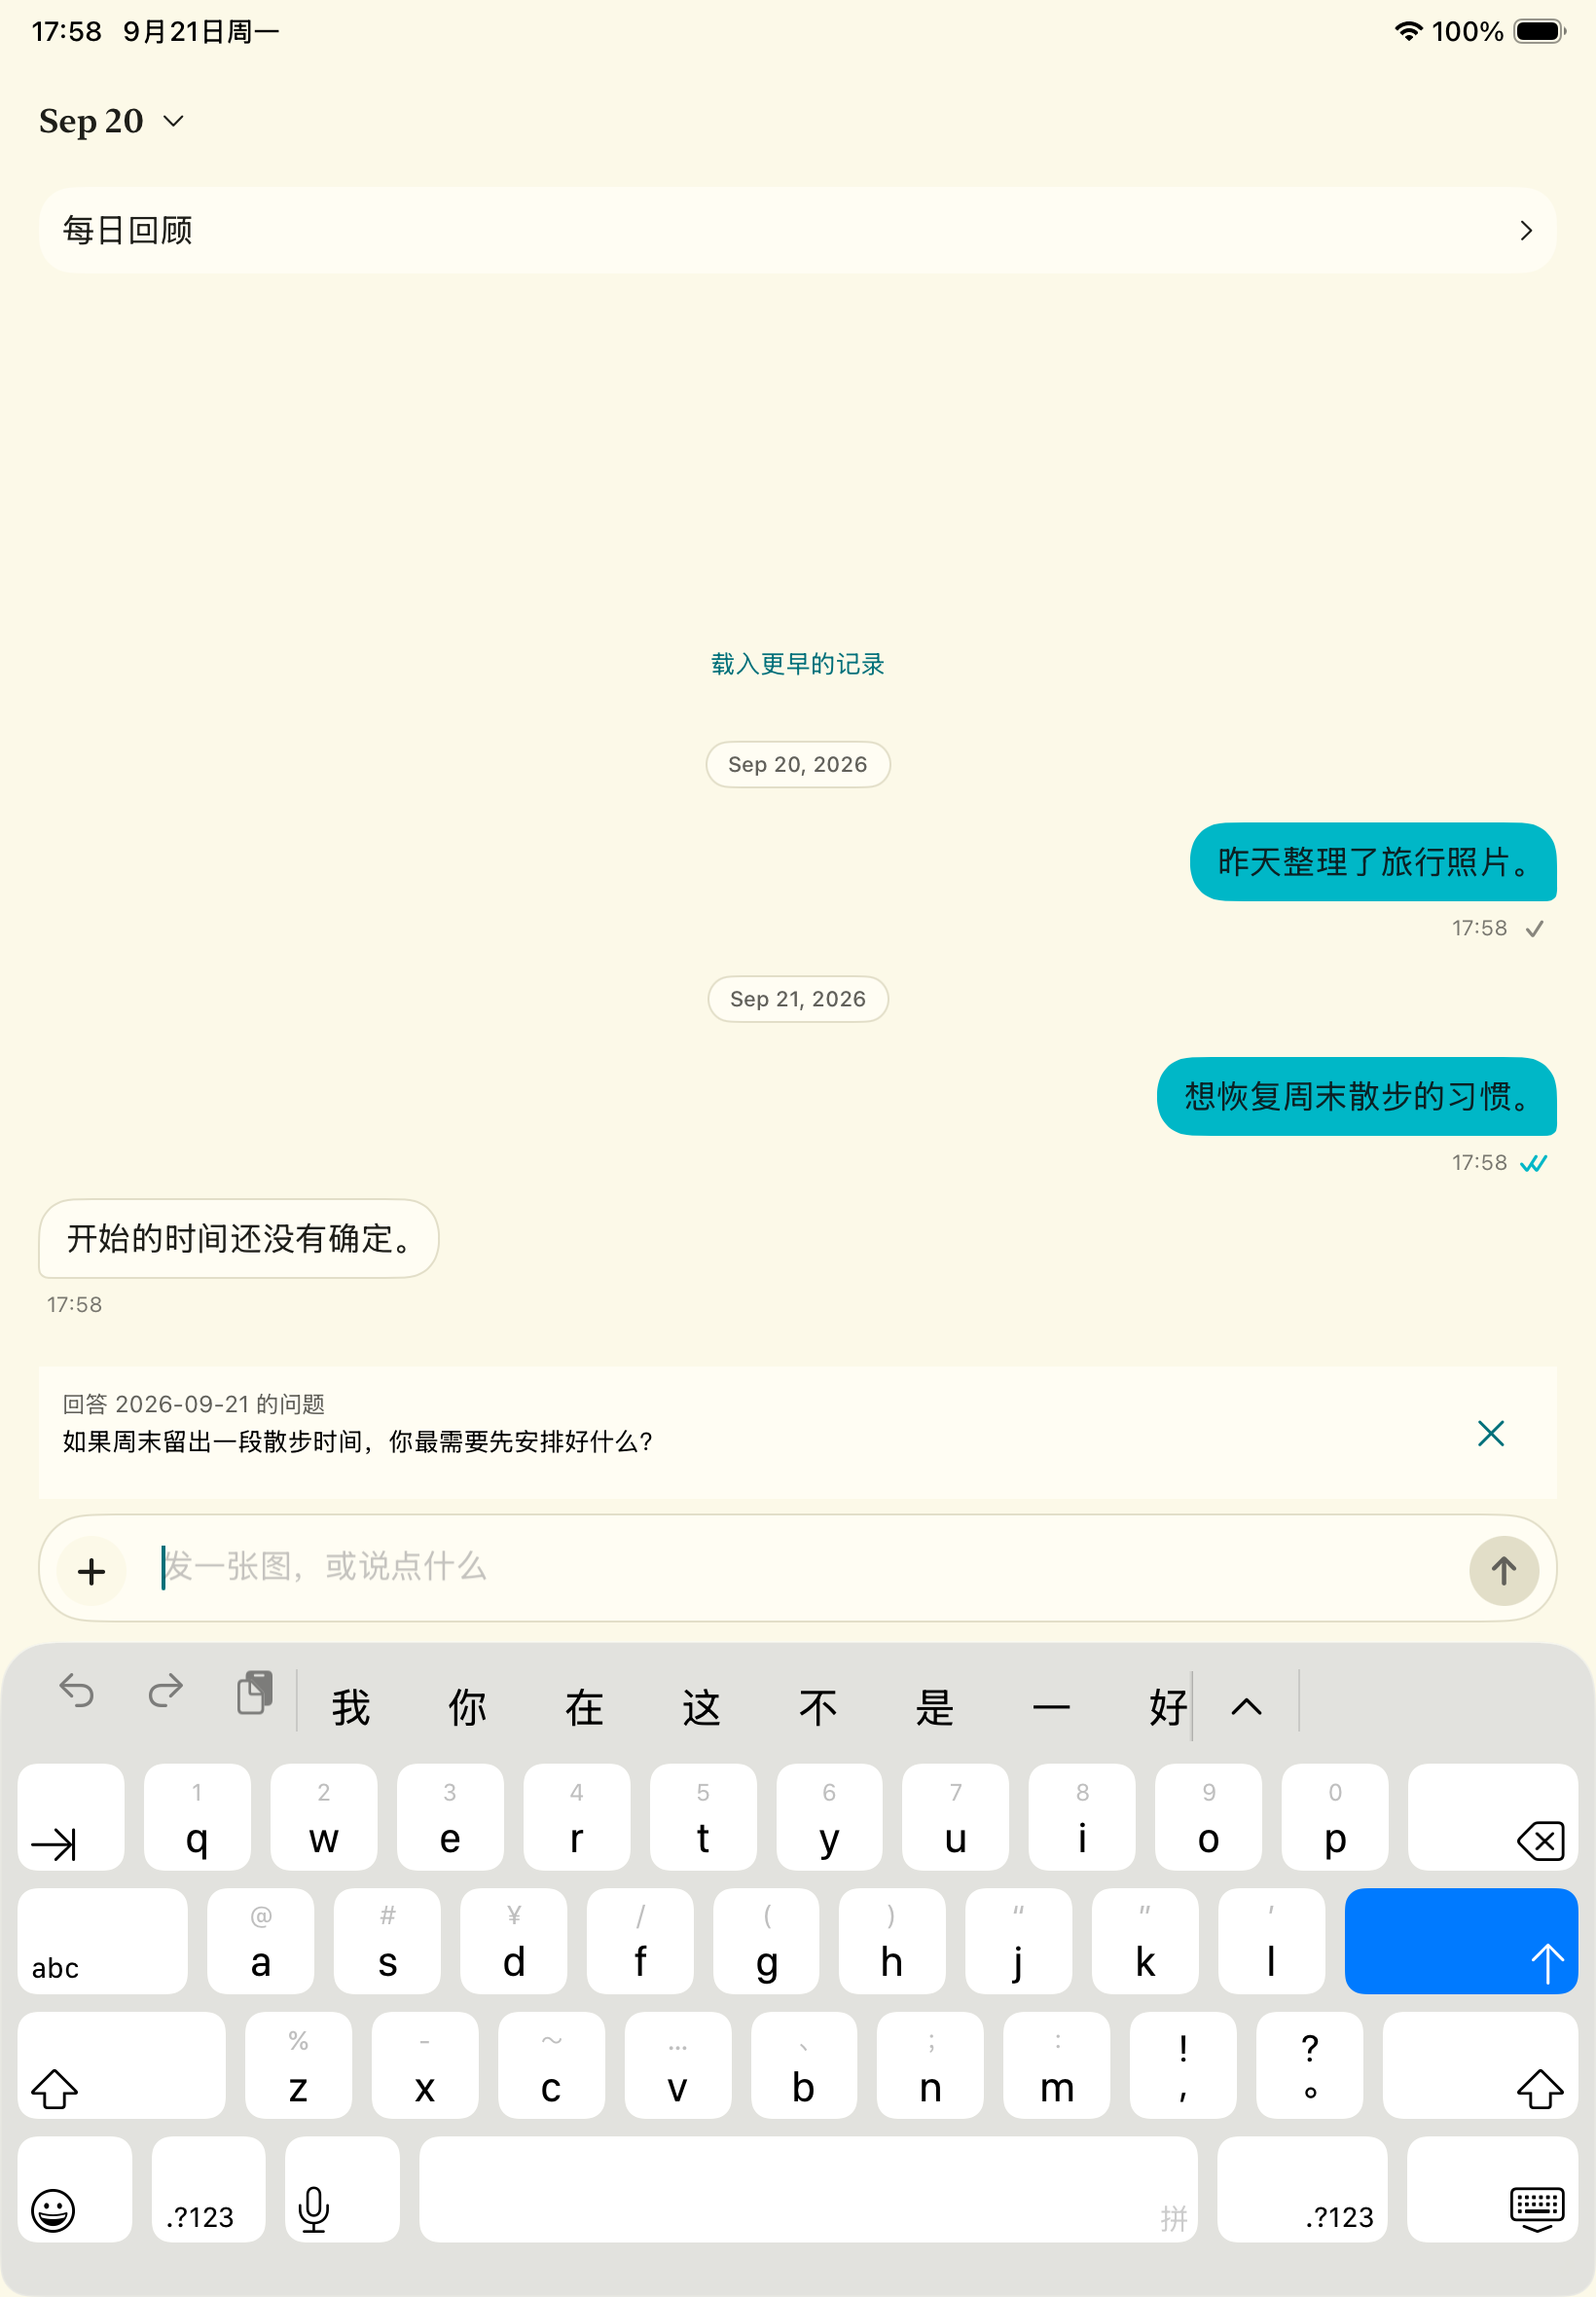 17:58 9月21日周一 100%
Sep 20
每日回顾
载入更早的记录
Sep 20, 2026
昨天整理了旅行照片。
17:58
Sep 21, 2026
想恢复周末散步的习惯。
17:58
开始的时间还没有确定。
17:58
回答 2026-09-21 的问题
如果周末留出一段散步时间，你最需要先安排好什么？
发一张图，或说点什么
我 你 在 这 不 是 一 好
1 2 3 4 5 6 7 8 9 0
q w e r t y u i o p
@ # ¥ / ( ) “ ” ’
abc a s d f g h j k l
% - ～ … 、 ; : ! ?
z x c v b n m , 。
.?123 拼 .?123